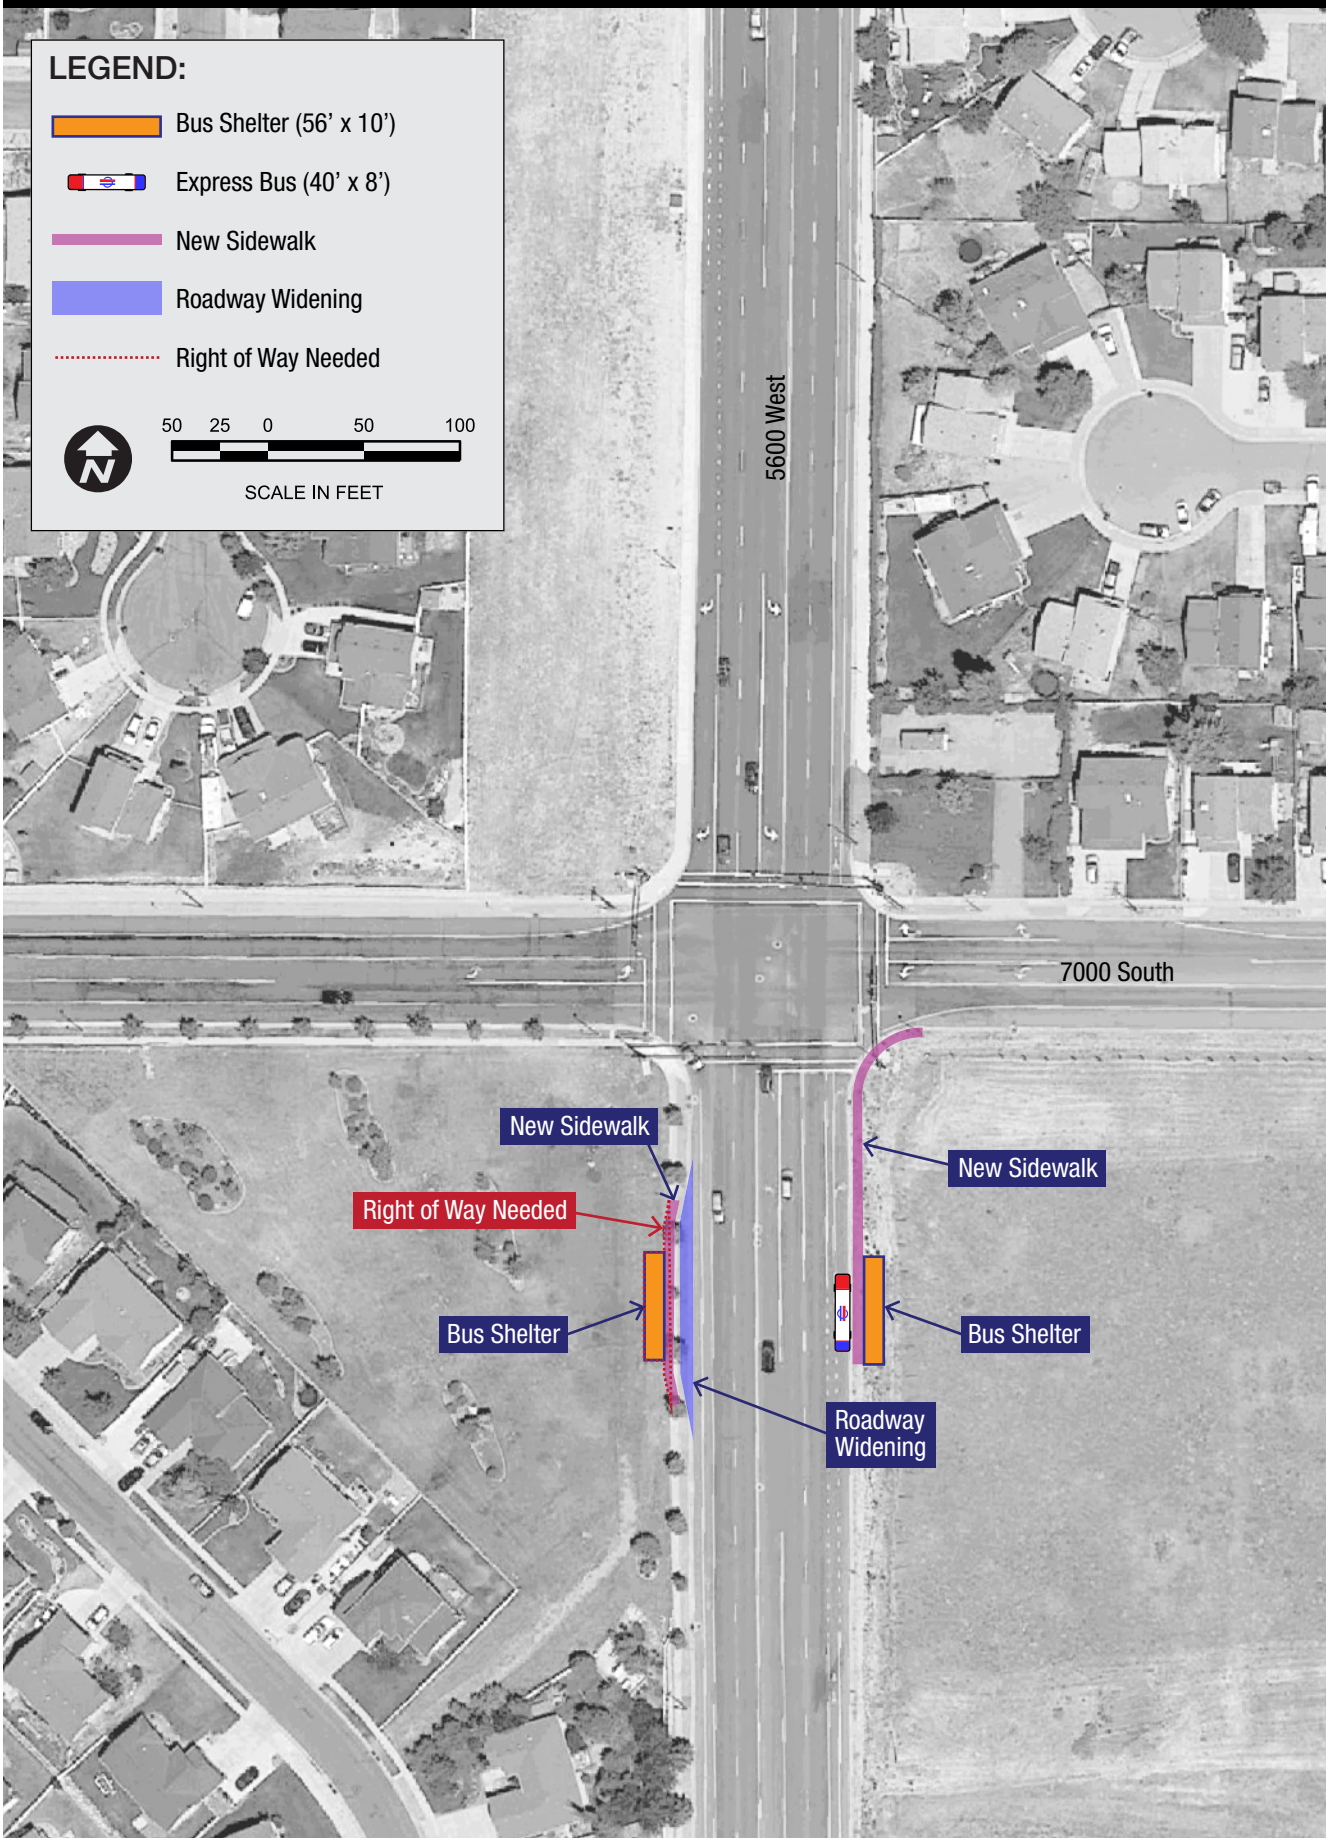 LEGEND:
Bus Shelter (56’ x 10’)
Express Bus (40’ x 8’)
New Sidewalk
Roadway Widening
Right of Way Needed
50 25 0 50 100
N
SCALE IN FEET
5600 West
7000 South
New Sidewalk
New Sidewalk
Right of Way Needed
Bus Shelter
Bus Shelter
Roadway
Widening